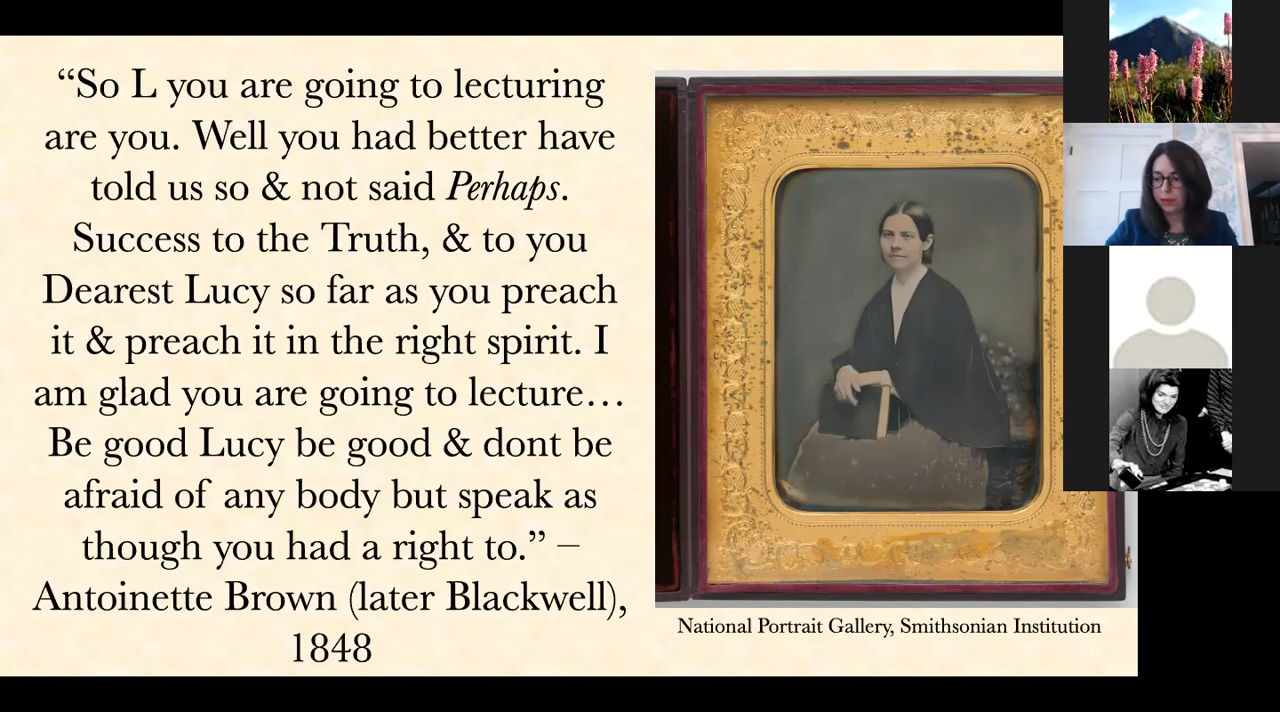 “So L you are going to lecturing
are you. Well you had better have
told us so & not said Perhaps.
Success to the Truth, & to you
Dearest Lucy so far as you preach
it & preach it in the right spirit. I
am glad you are going to lecture…
Be good Lucy be good & dont be
afraid of any body but speak as
though you had a right to.” –
Antoinette Brown (later Blackwell),
1848
National Portrait Gallery, Smithsonian Institution